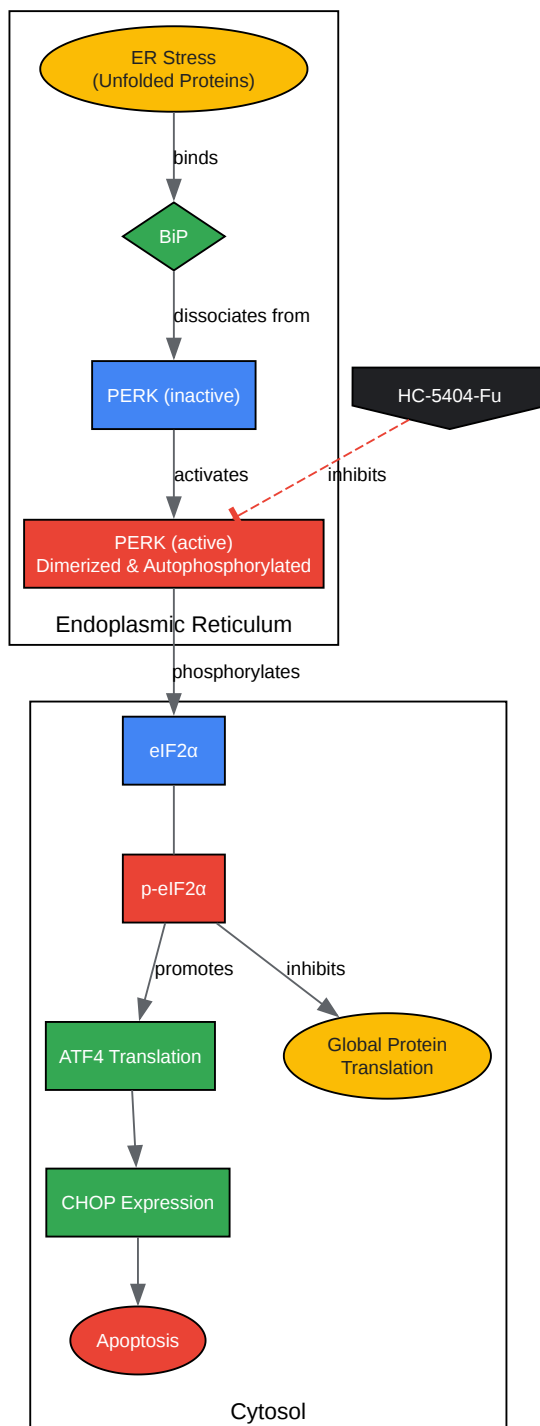 ER Stress
(Unfolded Proteins)
binds
BiP
dissociates from
PERK (inactive)
HC-5404-Fu
activates
inhibits
PERK (active)
Dimerized & Autophosphorylated
Endoplasmic Reticulum
phosphorylates
eIF2α
p-eIF2α
promotes
inhibits
ATF4 Translation
Global Protein
Translation
CHOP Expression
Apoptosis
Cytosol